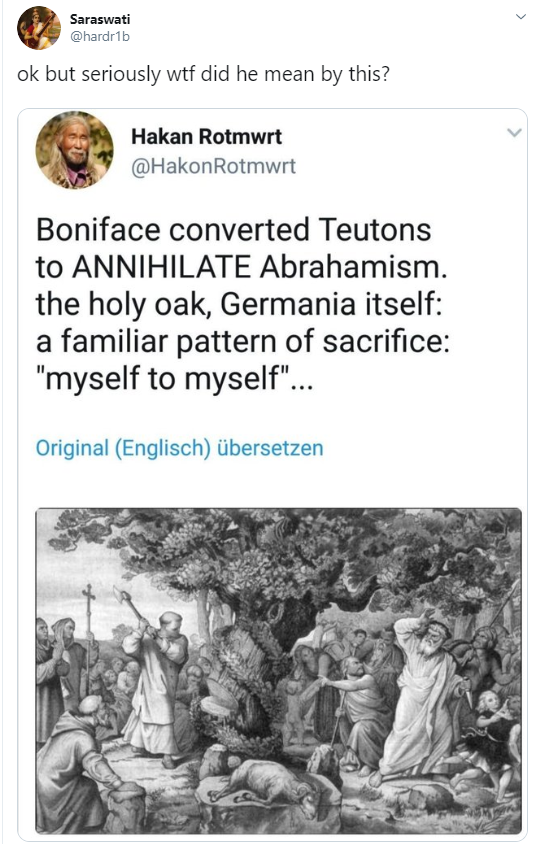 Saraswati
@hardr1b
ok but seriously wtf did he mean by this?
Hakan Rotmwrt
@HakonRotmwrt
Boniface converted Teutons
to ANNIHILATE Abrahamism.
the holy oak, Germania itself:
a familiar pattern of sacrifice:
"myself to myself"...
Original (Englisch) übersetzen